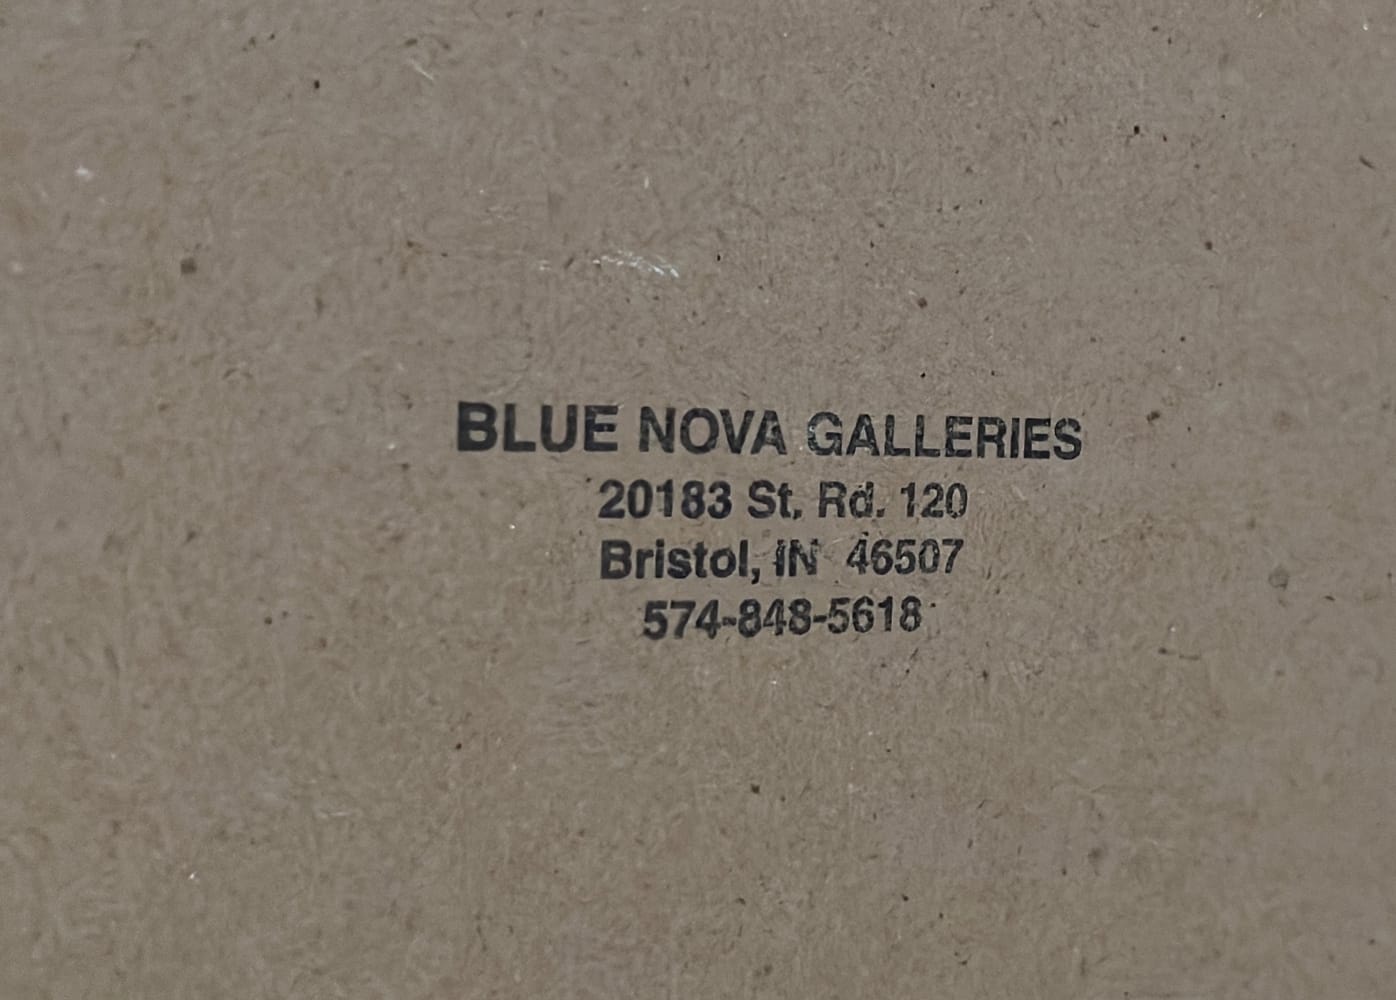 BLUE NOVA GALLERIES
20183 St. Rd. 120
Bristol, IN 46507
574-848-5618